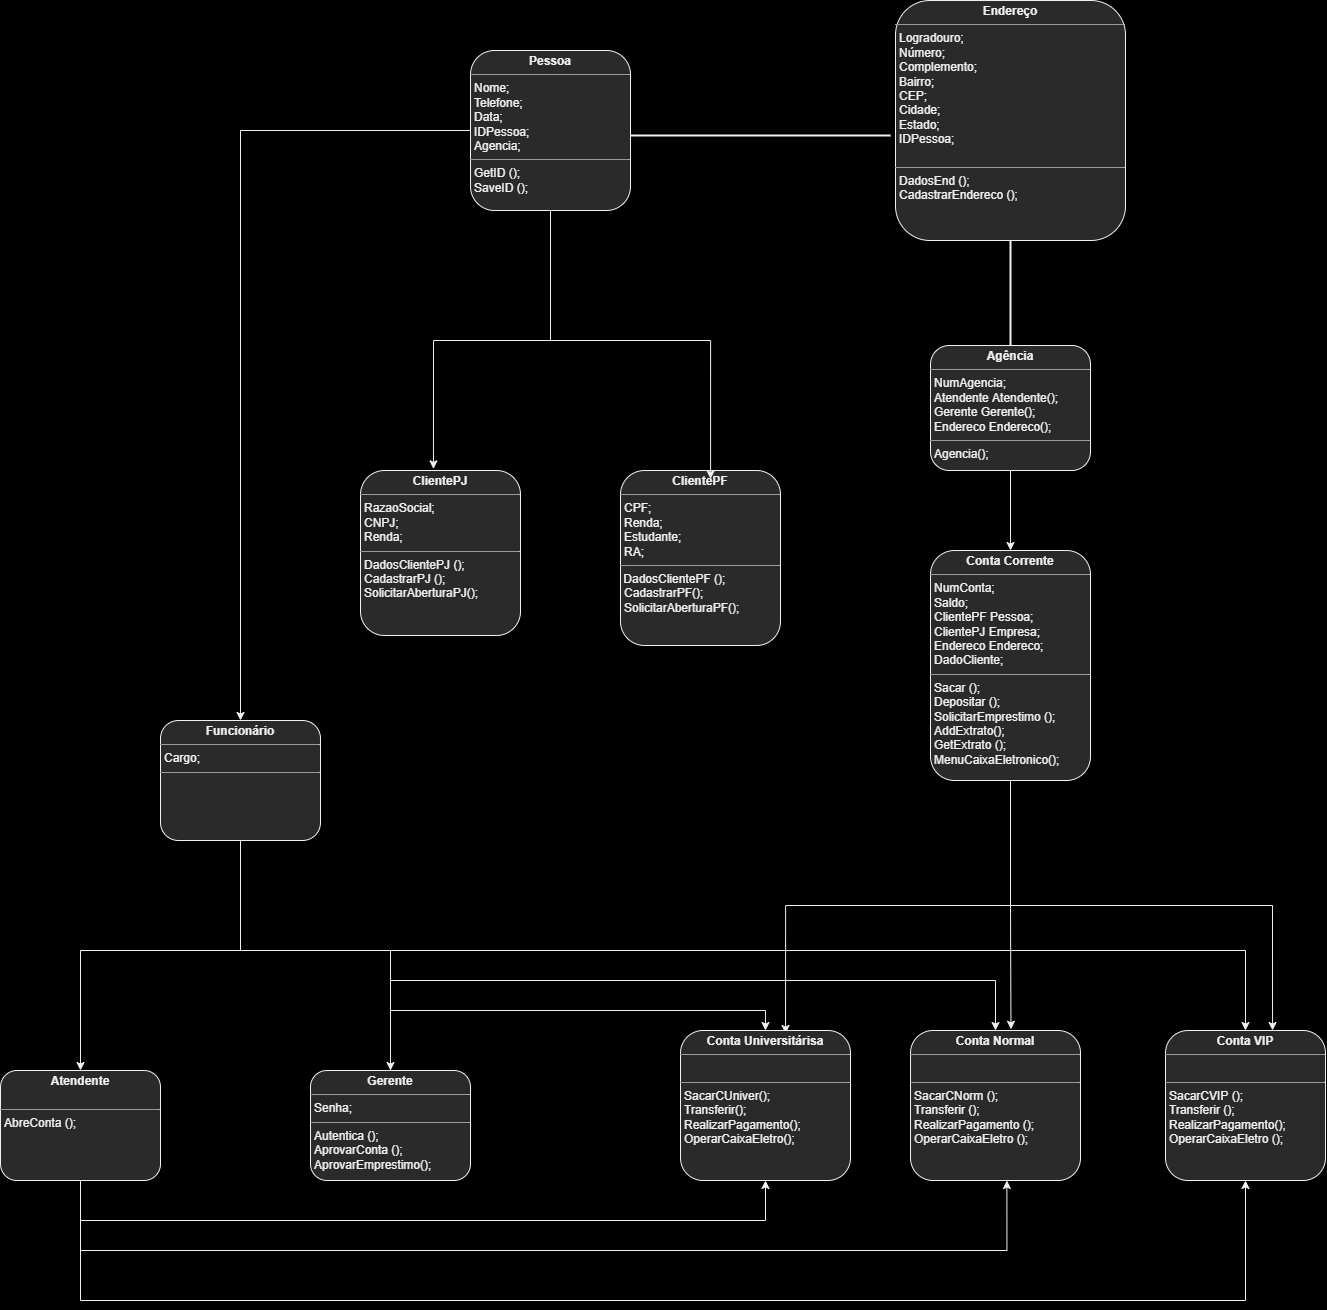 Endereço
Logradouro;
Número;
Complemento;
Bairro;
CEP;
Cidade;
Estado;
IDPessoa;
DadosEnd ();
CadastrarEndereco ();
Pessoa
Nome;
Telefone;
Data;
IDPessoa;
Agencia;
GetID ();
SaveID ();
Agência
NumAgencia;
Atendente Atendente();
Gerente Gerente();
Endereco Endereco();
Agencia();
ClientePJ
RazaoSocial;
CNPJ;
Renda;
DadosClientePJ ();
CadastrarPJ ();
SolicitarAberturaPJ();
ClientePF
CPF;
Renda;
Estudante;
RA;
DadosClientePF ();
CadastrarPF();
SolicitarAberturaPF();
Conta Corrente
NumConta;
Saldo;
ClientePF Pessoa;
ClientePJ Empresa;
Endereco Endereco;
DadoCliente;
Sacar ();
Depositar ();
SolicitarEmprestimo ();
AddExtrato();
GetExtrato ();
MenuCaixaEletronico();
Funcionário
Cargo;
Atendente
AbreConta ();
Gerente
Senha;
Autentica ();
AprovarConta ();
AprovarEmprestimo();
Conta Universitárisa
SacarCUniver();
Transferir();
RealizarPagamento();
OperarCaixaEletro();
Conta Normal
SacarCNorm ();
Transferir ();
RealizarPagamento ();
OperarCaixaEletro ();
Conta VIP
SacarCVIP ();
Transferir ();
RealizarPagamento();
OperarCaixaEletro ();